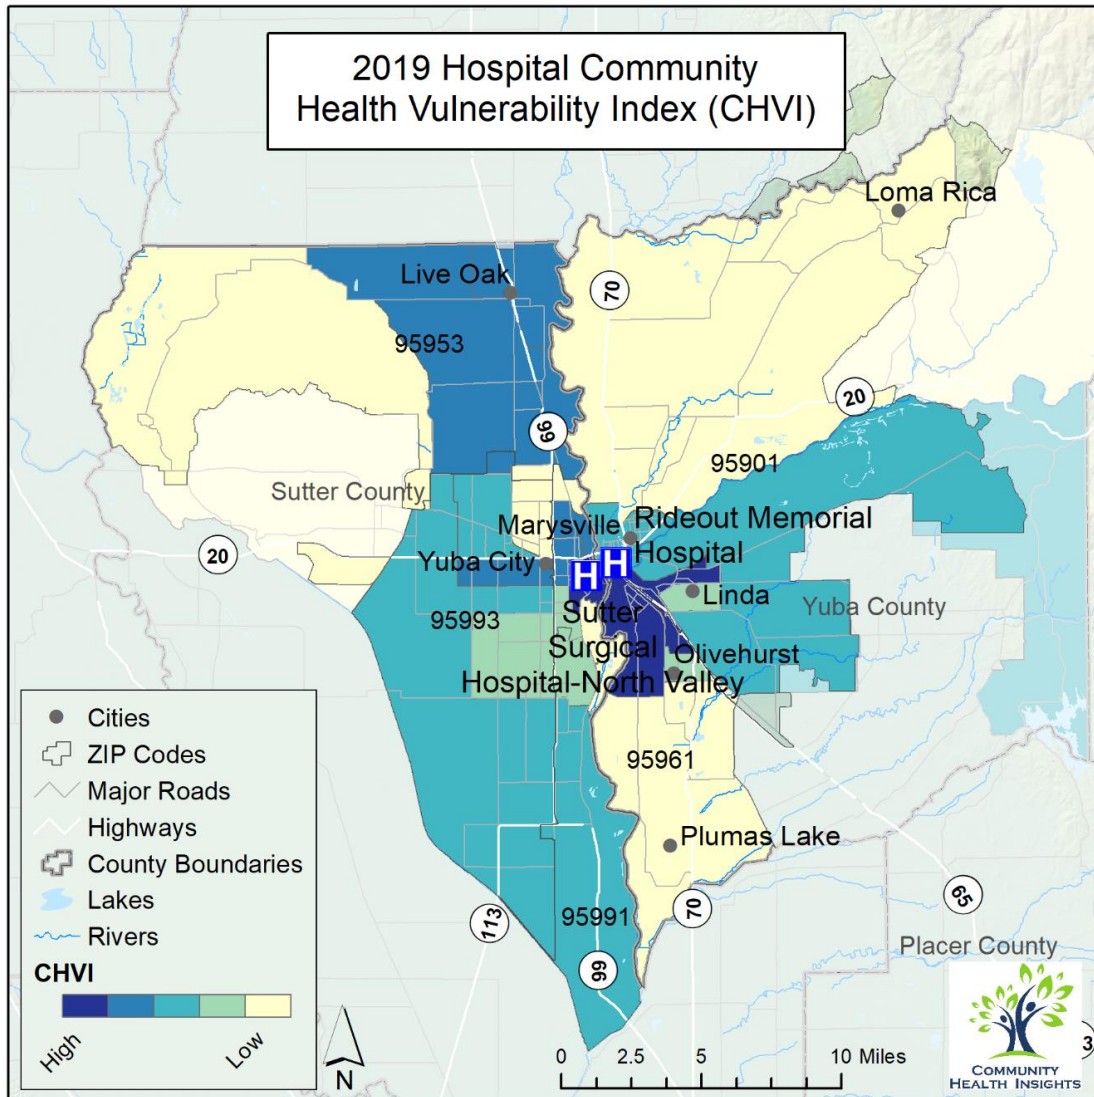 2019 Hospital Community
Health Vulnerability Index (CHVI)
Loma Rica
Live Oak
70
95953
20
99
95901
Sutter County
Marysville
Rideout Memorial
Hospital
20
Yuba City
H
H
Linda
Sutter
Surgical
Hospital-North Valley
Yuba County
95993
Olivehurst
95961
Plumas Lake
95991
113
70
65
99
Placer County
Cities
ZIP Codes
Major Roads
Highways
County Boundaries
Lakes
Rivers
CHVI
High
Low
N
0 2.5 5 10 Miles
3
COMMUNITY
HEALTH INSIGHTS